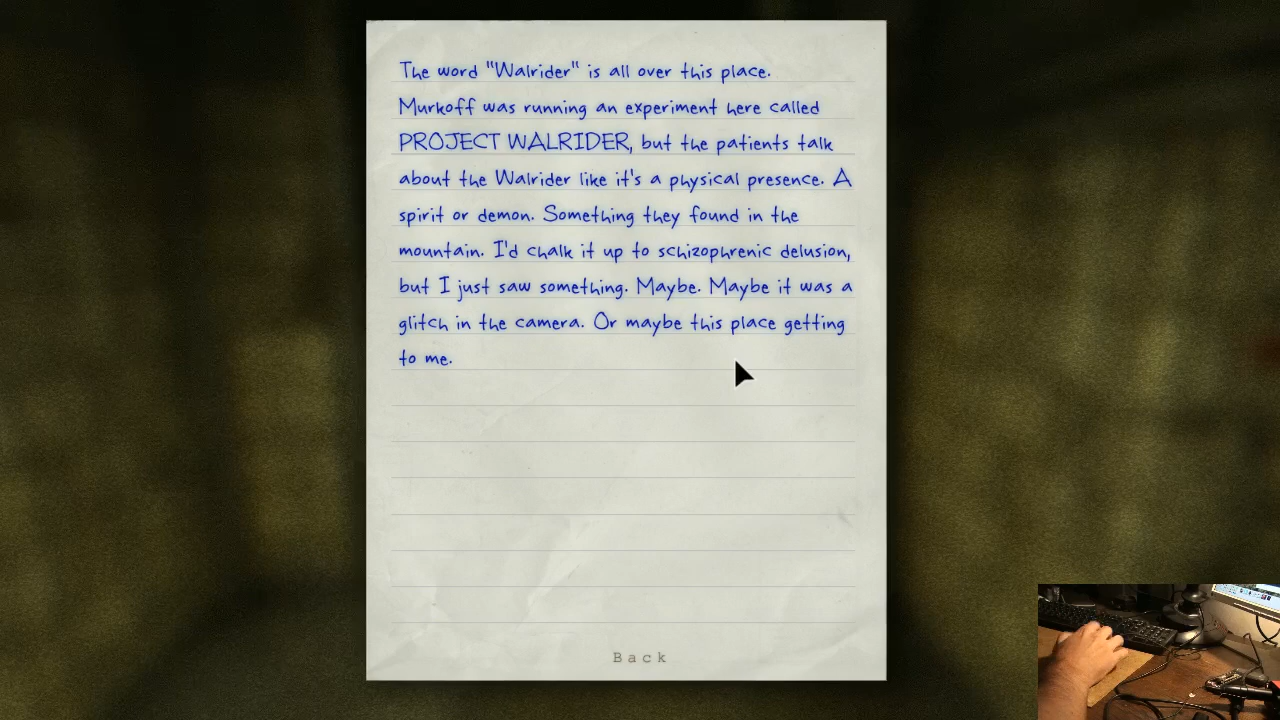 The word "Walrider" is all over this place.
Murkoff was running an experiment here called
PROJECT WALRIDER, but the patients talk
about the Walrider like it's a physical presence. A
spirit or demon. Something they found in the
mountain. I'd chalk it up to schizophrenic delusion,
but I just saw something. Maybe. Maybe it was a
glitch in the camera. Or maybe this place getting
to me.
Back